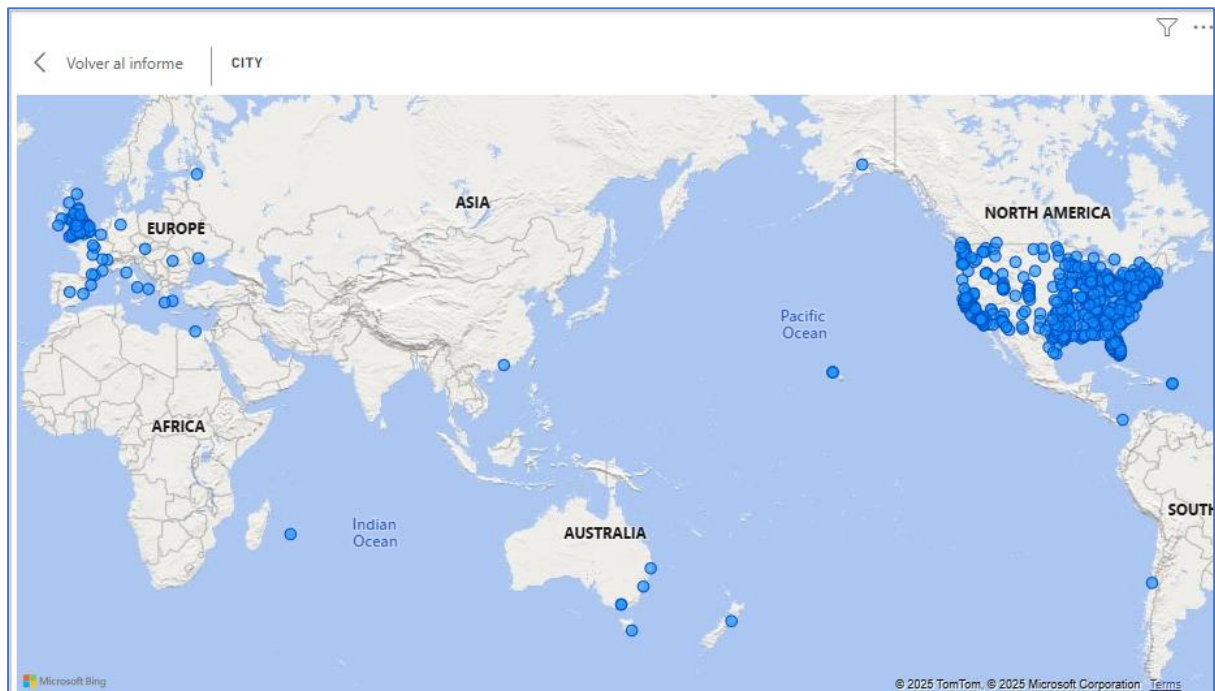 Volver al informe
CITY
NORTH AMERICA
ASIA
EUROPE
Pacific
Ocean
AFRICA
SOUTH
Indian
Ocean
AUSTRALIA
Microsoft Bing
© 2025 TomTom, © 2025 Microsoft Corporation Terms